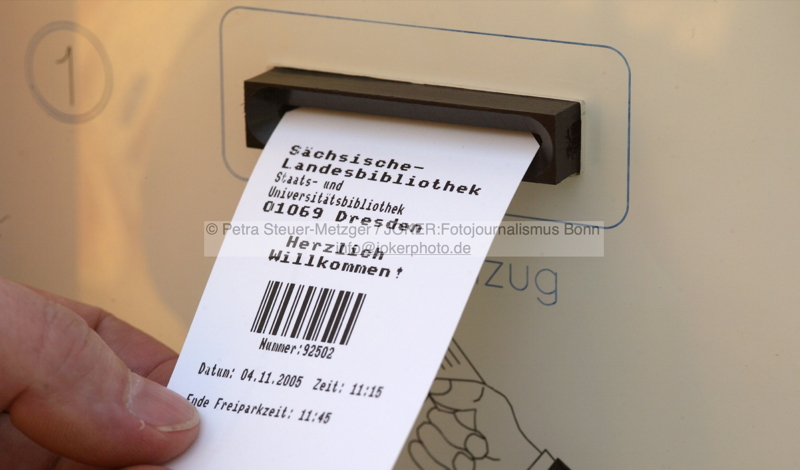 1
Sächsische-
Landesbibliothek
Staats- und
Universitätsbibliothek
01069 Dresden
© Petra Steuer-Metzger / JOKER:Fotojournalismus Bonn
info@jokerphoto.de
Herzlich
Willkommen!
zug
Nummer:92502
Datum: 04.11.2005 Zeit: 11:15
Ende Freiparkzeit: 11:45